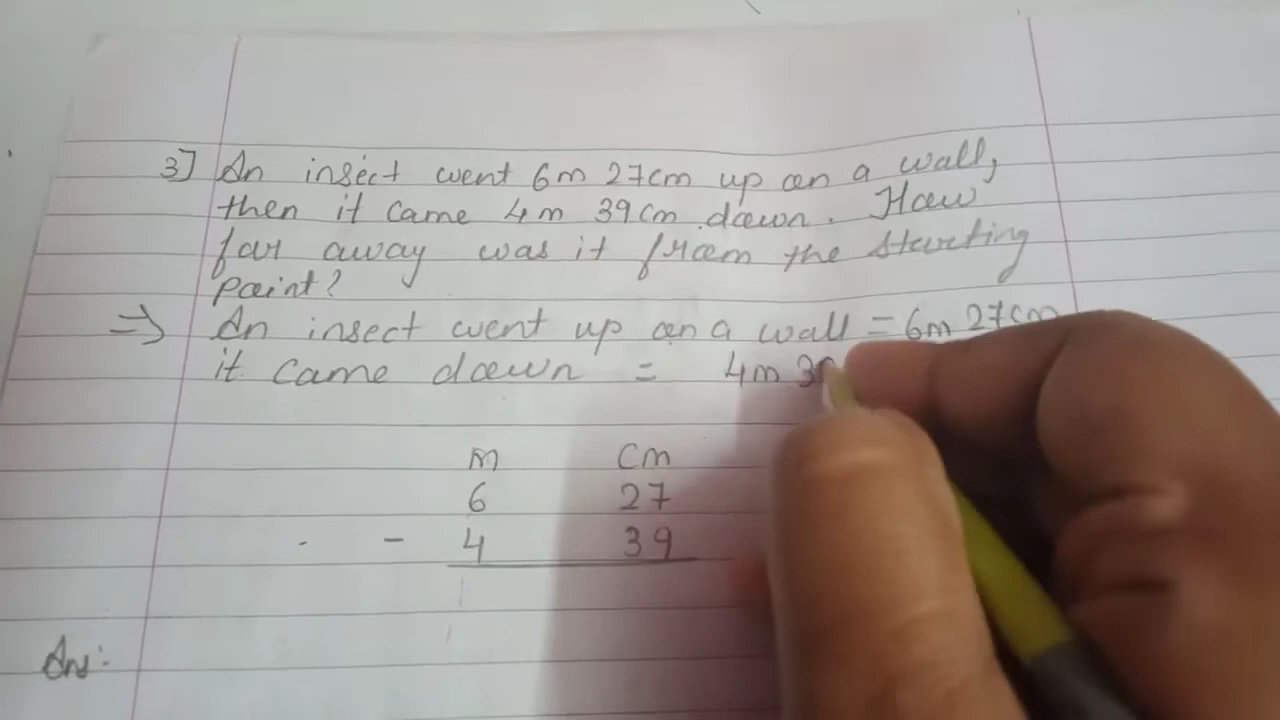 3] An insect went 6m 27cm up on a wall,
then it came 4m 39cm down. How
far away was it from the starting
point?
⇒ An insect went up on a wall = 6m 27cm
it came down = 4m 39
m cm
6 27
- 4 39
Ans: